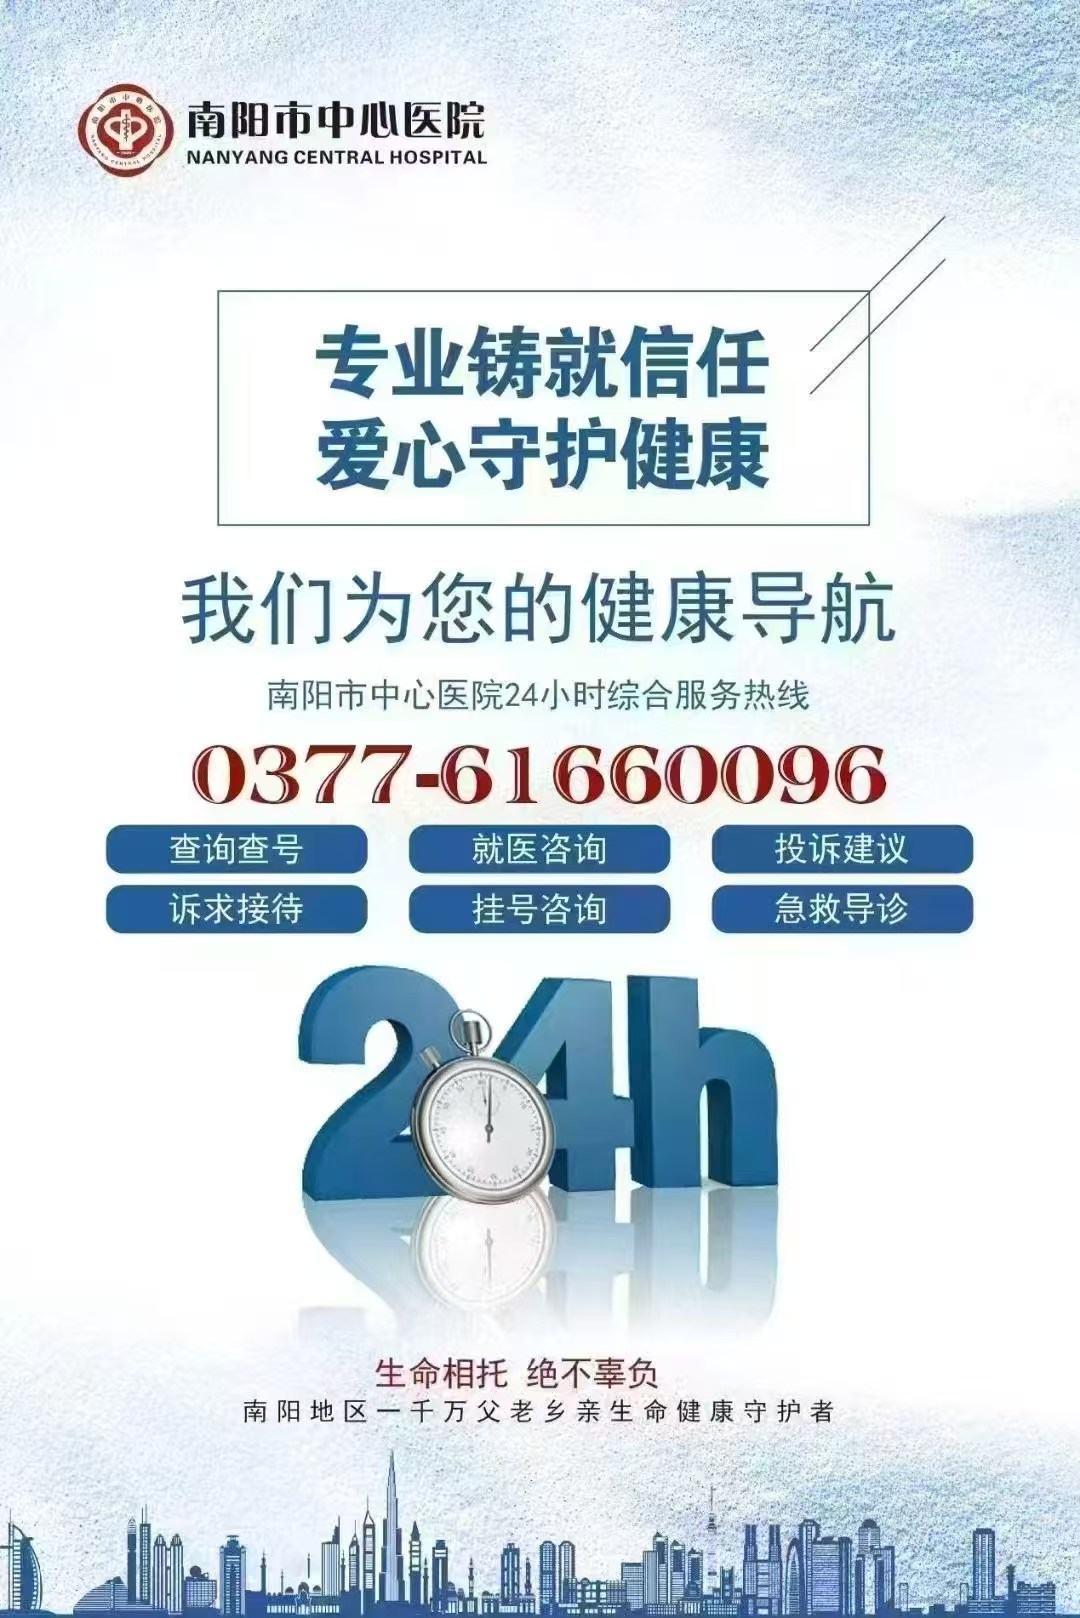 南阳市中心医院
NANYANG CENTRAL HOSPITAL
专业铸就信任
爱心守护健康
我们为您的健康导航
南阳市中心医院24小时综合服务热线
0377-61660096
查询查号 就医咨询 投诉建议
诉求接待 挂号咨询 急救导诊
24h
生命相托 绝不辜负
南阳地区一千万父老乡亲生命健康守护者